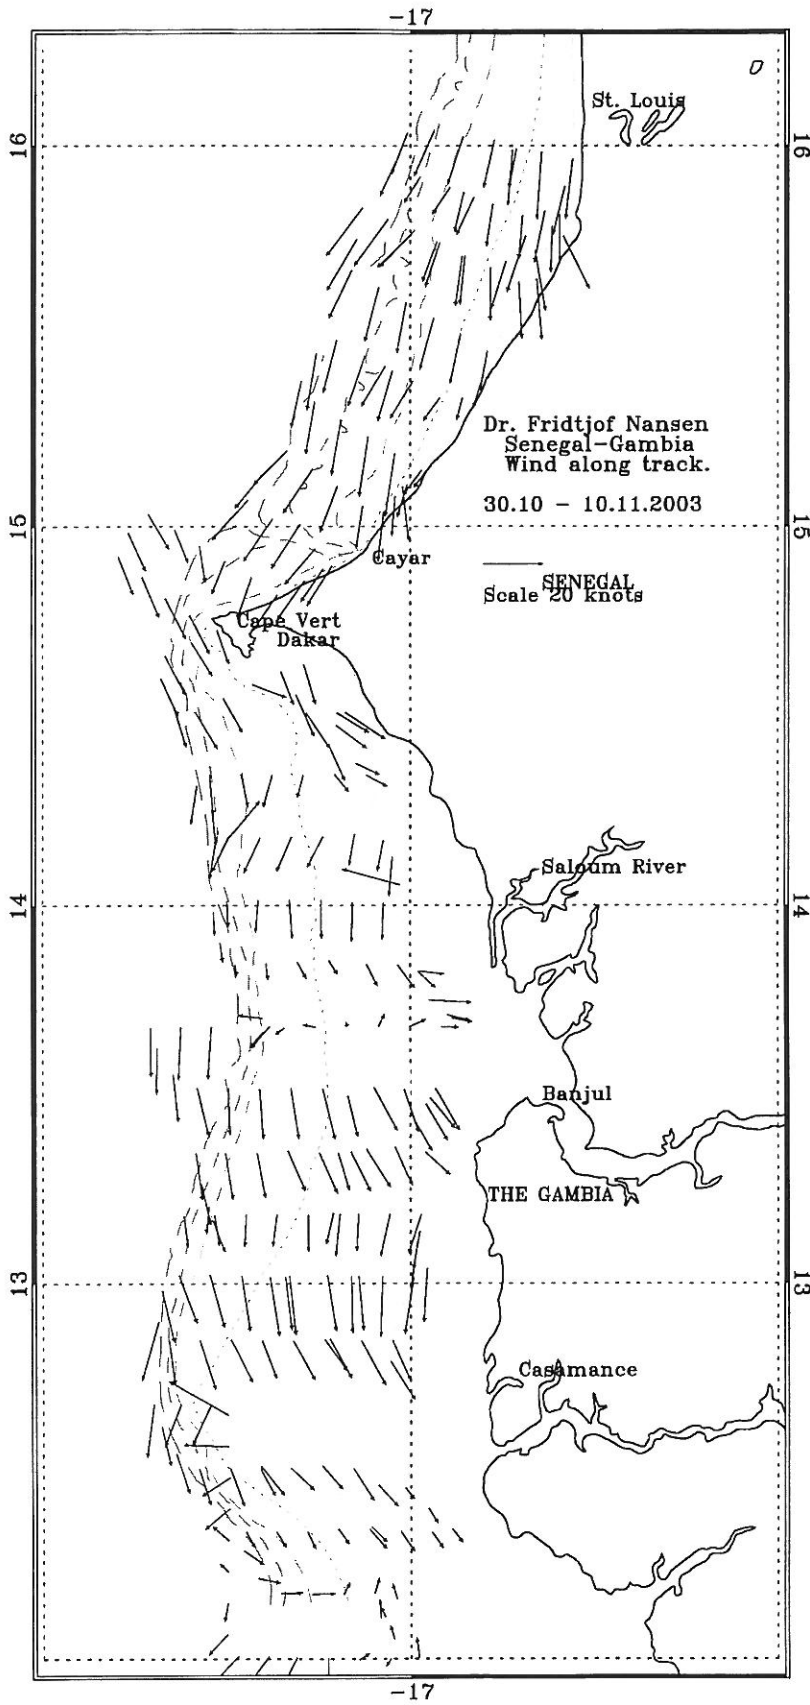 -17
St. Louis
16
16
Dr. Fridtjof Nansen
Senegal-Gambia
Wind along track.
30.10 - 10.11.2003
15
15
Cayar
SENEGAL
Scale 20 knots
Cape Vert
Dakar
Saloum River
14
14
Banjul
THE GAMBIA
13
13
Casamance
-17